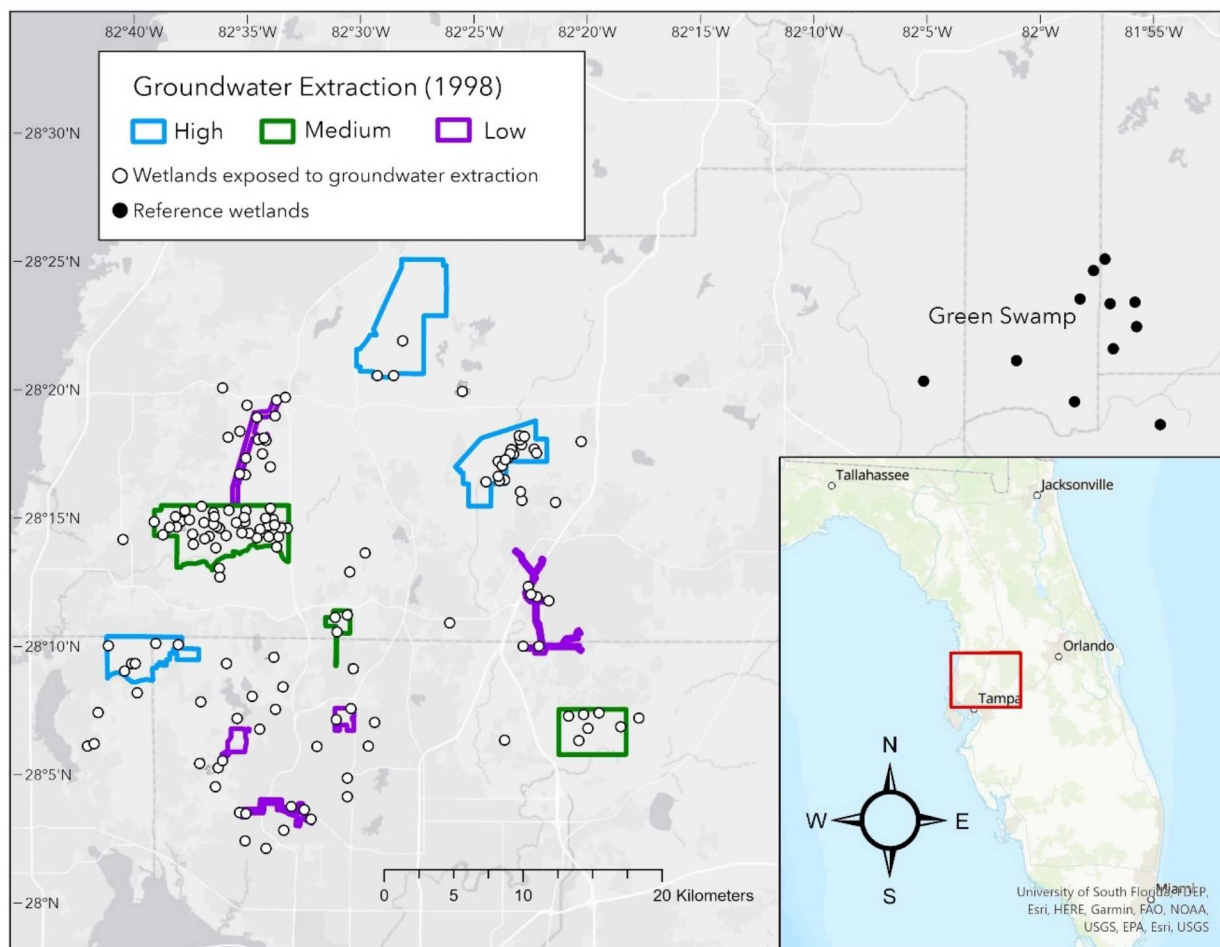 82°40'W 82°35'W 82°30'W 82°25'W 82°20'W 82°15'W 82°10'W 82°5'W 82°W 81°55'W
Groundwater Extraction (1998)
High Medium Low
Wetlands exposed to groundwater extraction
Reference wetlands
28°30'N
28°25'N
Green Swamp
28°20'N
28°15'N
28°10'N
28°5'N
28°N
0 5 10 20 Kilometers
Tallahassee
Jacksonville
Orlando
Tampa
N
W E
S
Miami
University of South Florida, FDEP,
Esri, HERE, Garmin, FAO, NOAA,
USGS, EPA, Esri, USGS